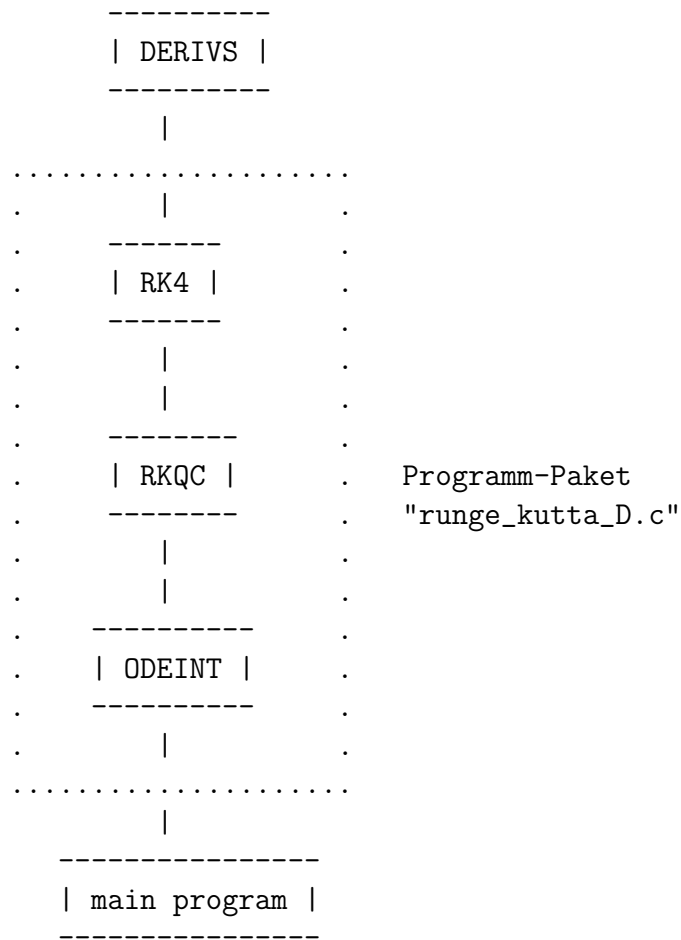 ----------
| DERIVS |
----------
|
.....................
. | .
. ------- .
. | RK4 | .
. ------- .
. | .
. | .
. -------- .
. | RKQC | . Programm-Paket
. -------- . "runge_kutta_D.c"
. | .
. | .
. ---------- .
. | ODEINT | .
. ---------- .
. | .
.....................
|
----------------
| main program |
----------------